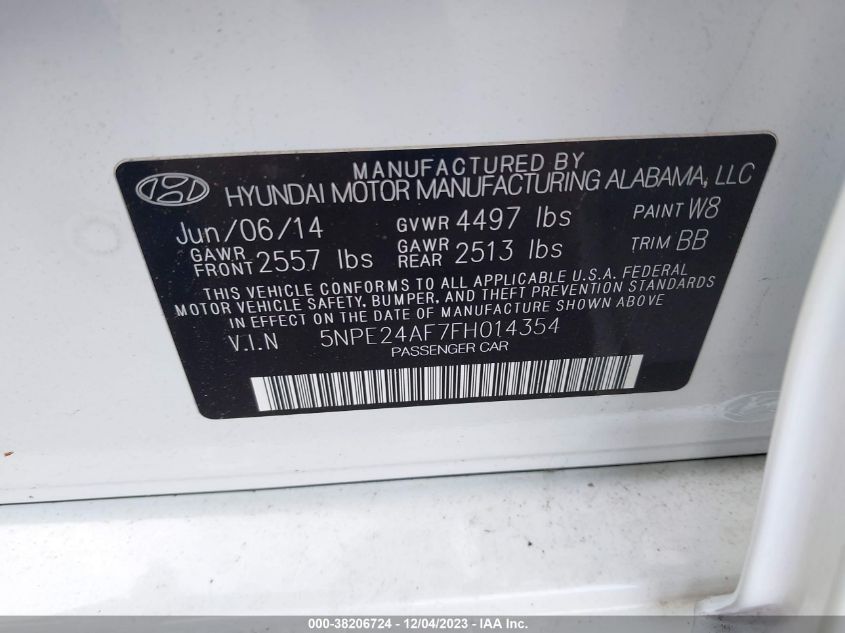 MANUFACTURED BY
HYUNDAI MOTOR MANUFACTURING ALABAMA, LLC
Jun/06/14 GVWR 4497 lbs PAINT W8
GAWR FRONT 2557 lbs GAWR REAR 2513 lbs TRIM BB
THIS VEHICLE CONFORMS TO ALL APPLICABLE U.S.A. FEDERAL
MOTOR VEHICLE SAFETY, BUMPER, AND THEFT PREVENTION STANDARDS
IN EFFECT ON THE DATE OF MANUFACTURE SHOWN ABOVE
V.I.N 5NPE24AF7FH014354
PASSENGER CAR
000-38206724 - 12/04/2023 - IAA Inc.